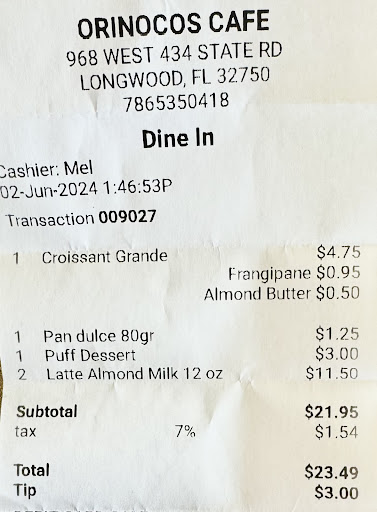 ORINOCOS CAFE
968 WEST 434 STATE RD
LONGWOOD, FL 32750
7865350418
Dine In
Cashier: Mel
02-Jun-2024 1:46:53P
Transaction 009027
1 Croissant Grande $4.75
Frangipane $0.95
Almond Butter $0.50
1 Pan dulce 80gr $1.25
1 Puff Dessert $3.00
2 Latte Almond Milk 12 oz $11.50
Subtotal $21.95
tax 7% $1.54
Total $23.49
Tip $3.00